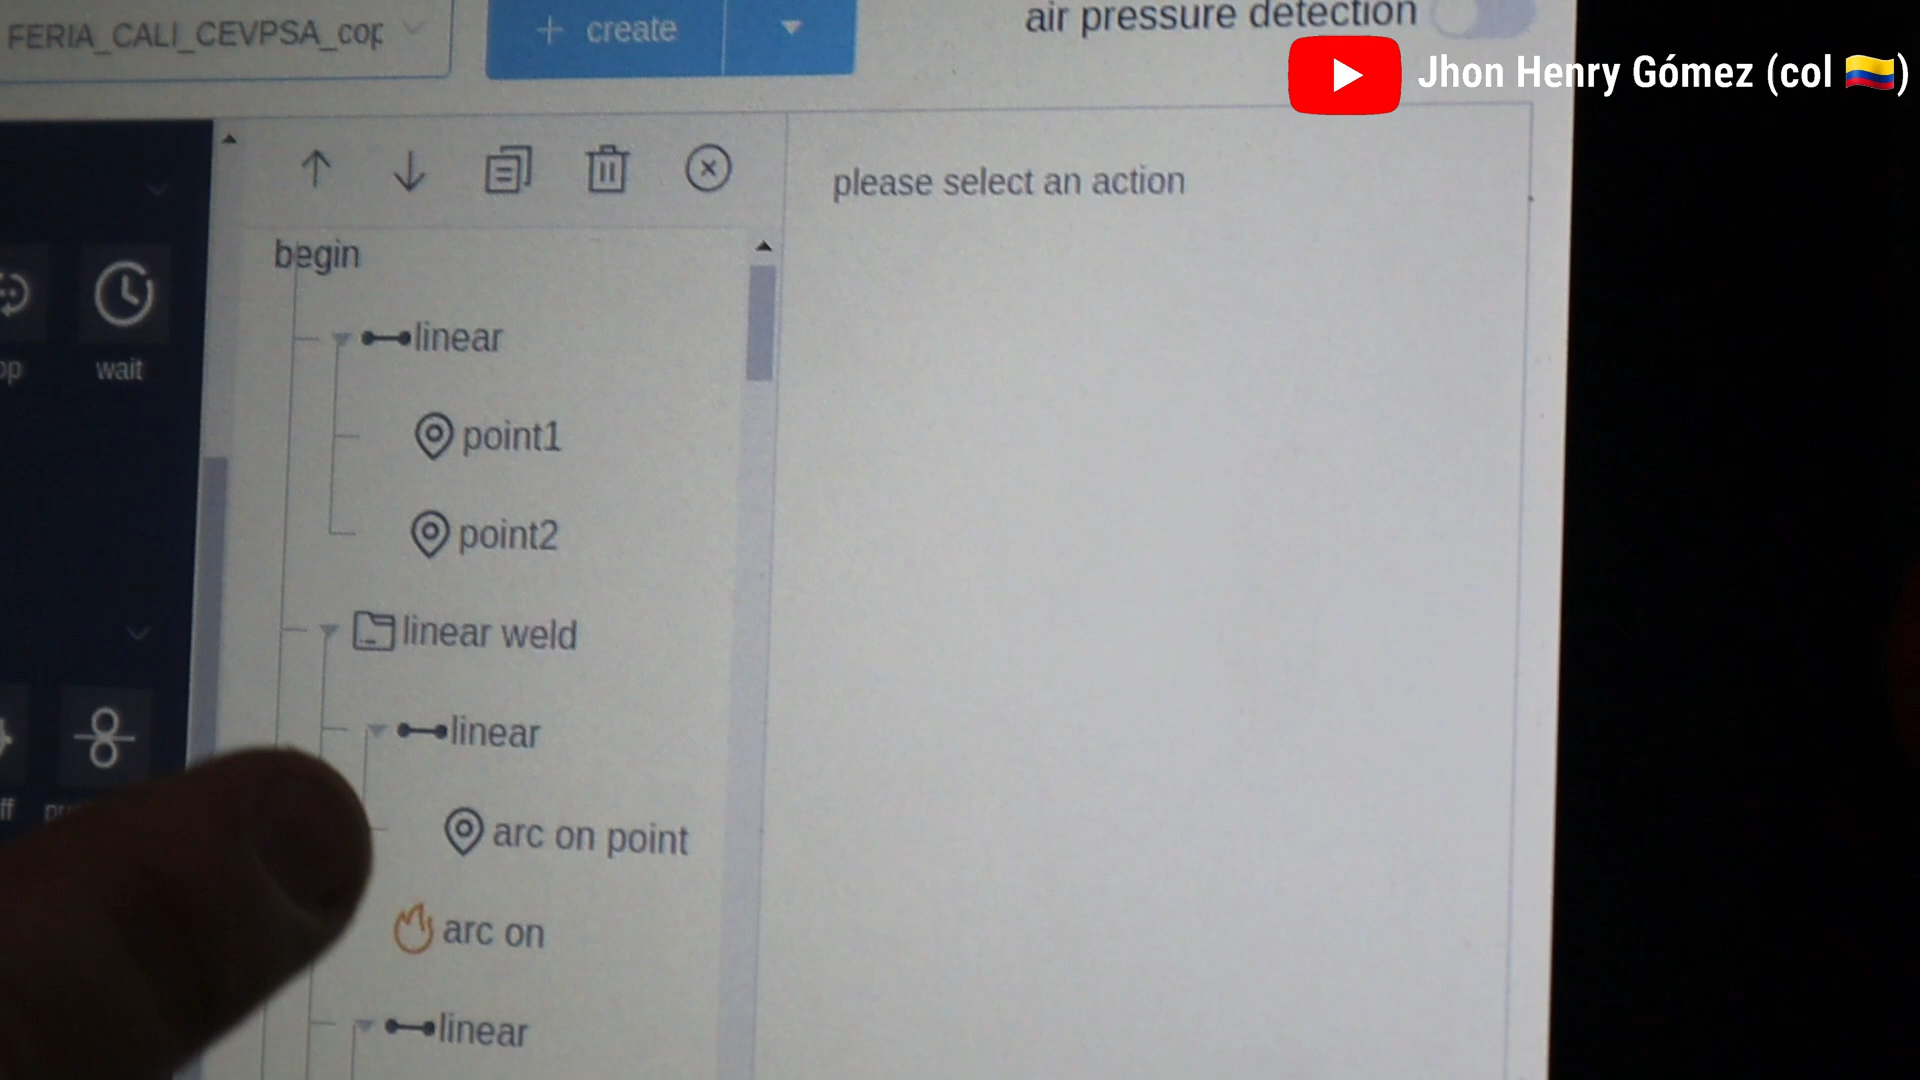 FERIA_CALI_CEVPSA_cop
+ create
air pressure detection
Jhon Henry Gómez (col 🇨🇴)
please select an action
begin
linear
point1
wait
point2
linear weld
linear
arc on point
arc on
linear